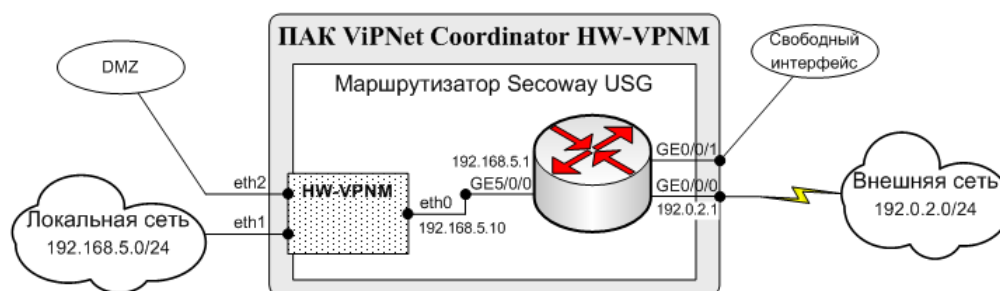 ПАК ViPNet Coordinator HW-VPNM
Свободный
интерфейс
DMZ
Маршрутизатор Secoway USG
GE0/0/1
192.168.5.1
eth2
HW-VPNM
GE5/0/0
GE0/0/0
Внешняя сеть
192.0.2.0/24
eth0
192.0.2.1
Локальная сеть
192.168.5.0/24
eth1
192.168.5.10